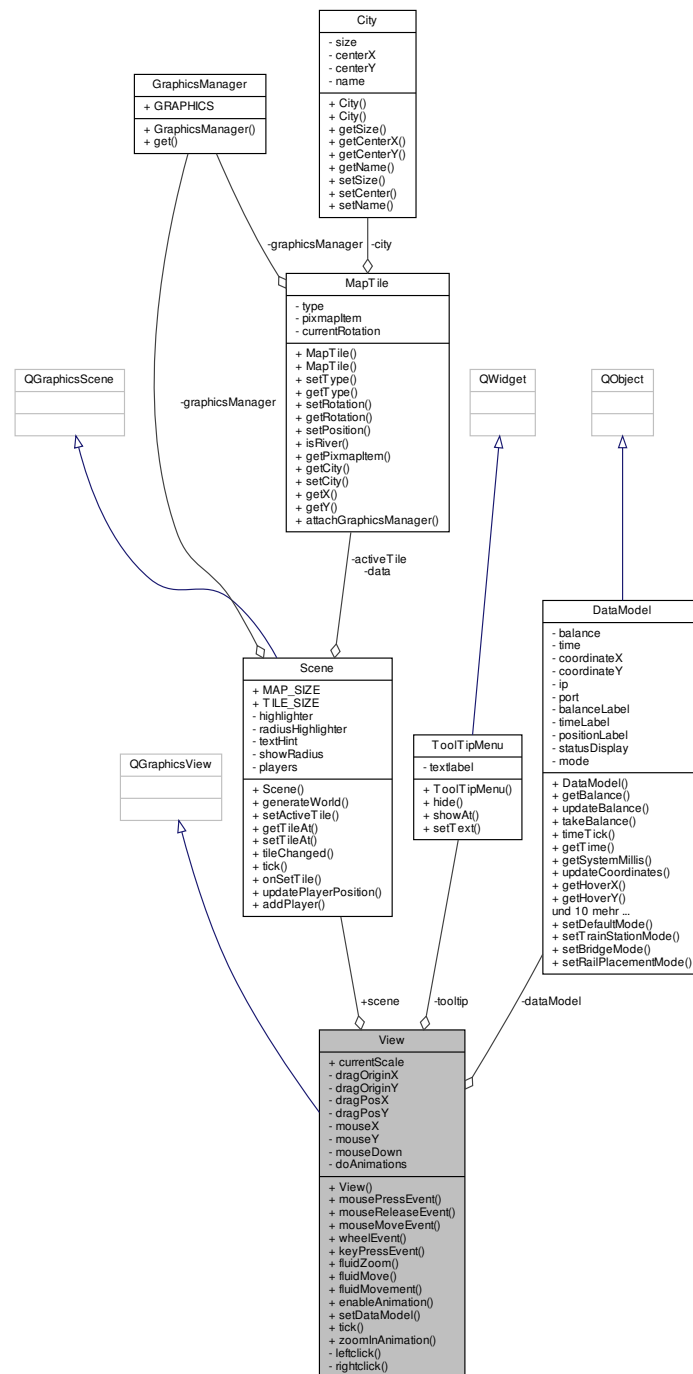 City
- size
- centerX
- centerY
- name
+ City()
+ City()
+ getSize()
+ getCenterX()
+ getCenterY()
+ getName()
+ setSize()
+ setCenter()
+ setName()
GraphicsManager
+ GRAPHICS
+ GraphicsManager()
+ get()
-graphicsManager
-city
MapTile
- type
- pixmapItem
- currentRotation
+ MapTile()
+ MapTile()
+ setType()
+ getType()
+ setRotation()
+ getRotation()
+ setPosition()
+ isRiver()
+ getPixmapItem()
+ getCity()
+ setCity()
+ getX()
+ getY()
+ attachGraphicsManager()
QGraphicsScene
-graphicsManager
QWidget
QObject
-activeTile
-data
Scene
+ MAP_SIZE
+ TILE_SIZE
- highlighter
- radiusHighlighter
- textHint
- showRadius
- players
+ Scene()
+ generateWorld()
+ setActiveTile()
+ getTileAt()
+ setTileAt()
+ tileChanged()
+ tick()
+ onSetTile()
+ updatePlayerPosition()
+ addPlayer()
QGraphicsView
ToolTipMenu
- textlabel
+ ToolTipMenu()
+ hide()
+ showAt()
+ setText()
DataModel
- balance
- time
- coordinateX
- coordinateY
- ip
- port
- balanceLabel
- timeLabel
- positionLabel
- statusDisplay
- mode
+ DataModel()
+ getBalance()
+ updateBalance()
+ takeBalance()
+ timeTick()
+ getTime()
+ getSystemMillis()
+ updateCoordinates()
+ getHoverX()
+ getHoverY()
und 10 mehr ...
+ setDefaultMode()
+ setTrainStationMode()
+ setBridgeMode()
+ setRailPlacementMode()
+scene
-tooltip
-dataModel
View
+ currentScale
- dragOriginX
- dragOriginY
- dragPosX
- dragPosY
- mouseX
- mouseY
- mouseDown
- doAnimations
+ View()
+ mousePressEvent()
+ mouseReleaseEvent()
+ mouseMoveEvent()
+ wheelEvent()
+ keyPressEvent()
+ fluidZoom()
+ fluidMove()
+ fluidMovement()
+ enableAnimation()
+ setDataModel()
+ tick()
+ zoomInAnimation()
- leftclick()
- rightclick()